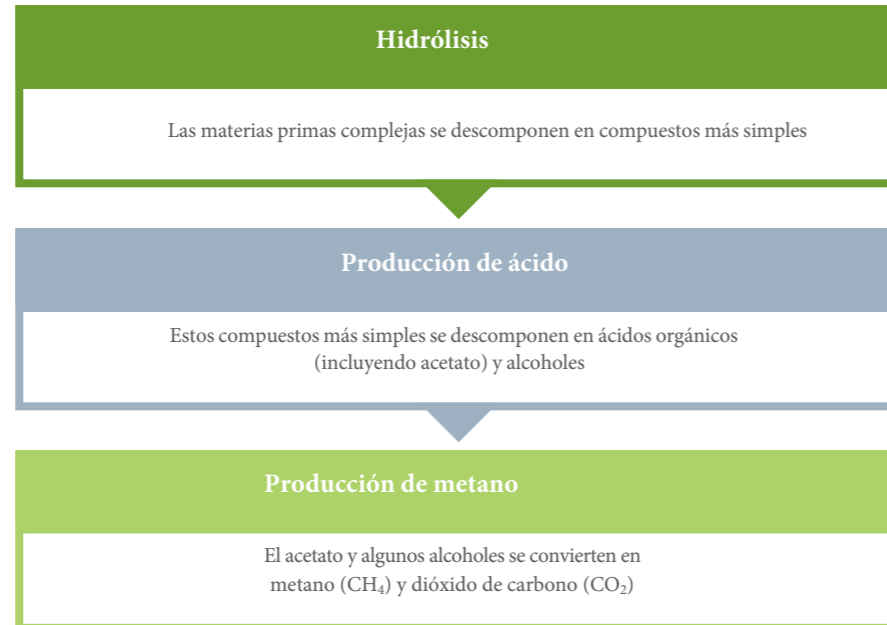 Hidrólisis
Las materias primas complejas se descomponen en compuestos más simples
Producción de ácido
Estos compuestos más simples se descomponen en ácidos orgánicos
(incluyendo acetato) y alcoholes
Producción de metano
El acetato y algunos alcoholes se convierten en
metano (CH₄) y dióxido de carbono (CO₂)